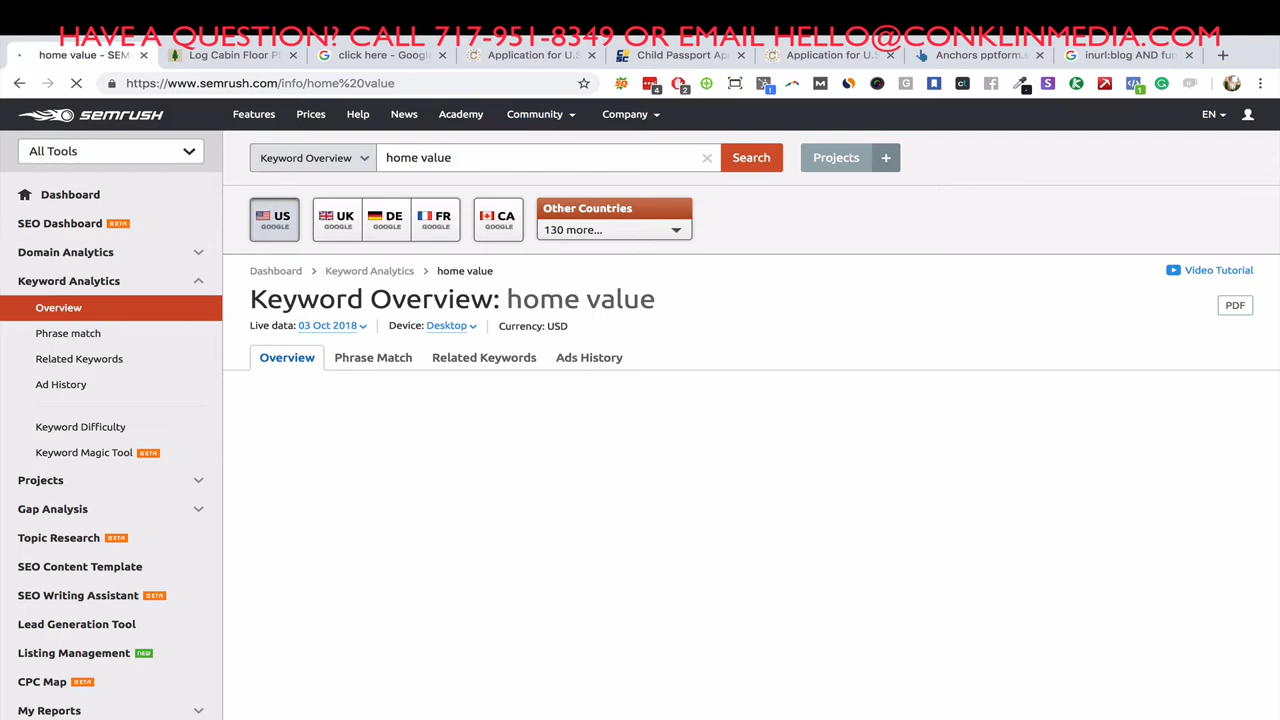 HAVE A QUESTION? CALL 717-951-8349 OR EMAIL HELLO@CONKLINMEDIA.COM
home value - SEM
Log Cabin Floor Pl
click here - Googl
Application for U.S
Child Passport Ap
Application for U.S
Anchors pptform.s
inurl:blog AND fun
https://www.semrush.com/info/home%20value
4
2
1
SEMRUSH
Features
Prices
Help
News
Academy
Community
Company
EN
All Tools
Keyword Overview
home value
Search
Projects
+
Dashboard
SEO Dashboard BETA
Domain Analytics
Keyword Analytics
Overview
Phrase match
Related Keywords
Ad History
Keyword Difficulty
Keyword Magic Tool BETA
Projects
Gap Analysis
Topic Research BETA
SEO Content Template
SEO Writing Assistant BETA
Lead Generation Tool
Listing Management NEW
CPC Map BETA
My Reports
US GOOGLE
UK GOOGLE
DE GOOGLE
FR GOOGLE
CA GOOGLE
Other Countries
130 more...
Dashboard > Keyword Analytics > home value
Video Tutorial
Keyword Overview: home value
PDF
Live data: 03 Oct 2018
Device: Desktop
Currency: USD
Overview
Phrase Match
Related Keywords
Ads History